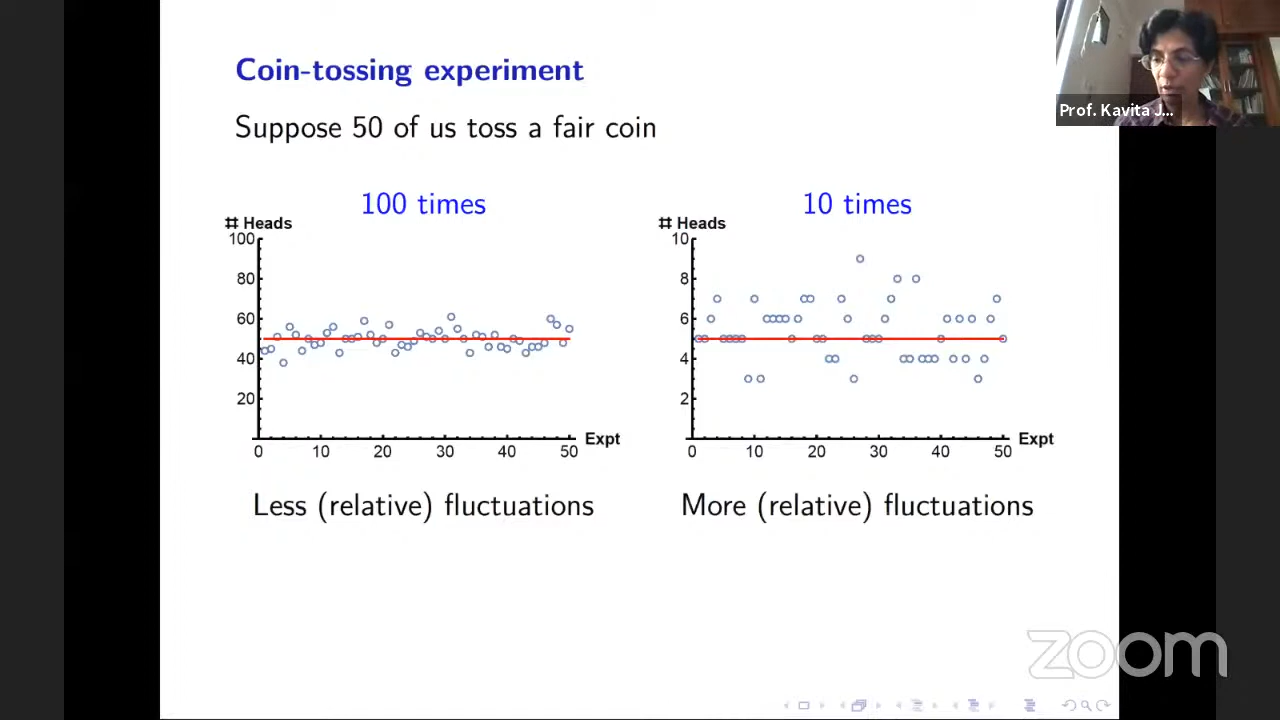 Coin-tossing experiment
Suppose 50 of us toss a fair coin
Prof. Kavita J...
100 times
# Heads
100
80
60
40
20
0 10 20 30 40 50
Expt
Less (relative) fluctuations
10 times
# Heads
10
8
6
4
2
0 10 20 30 40 50
Expt
More (relative) fluctuations
zoom